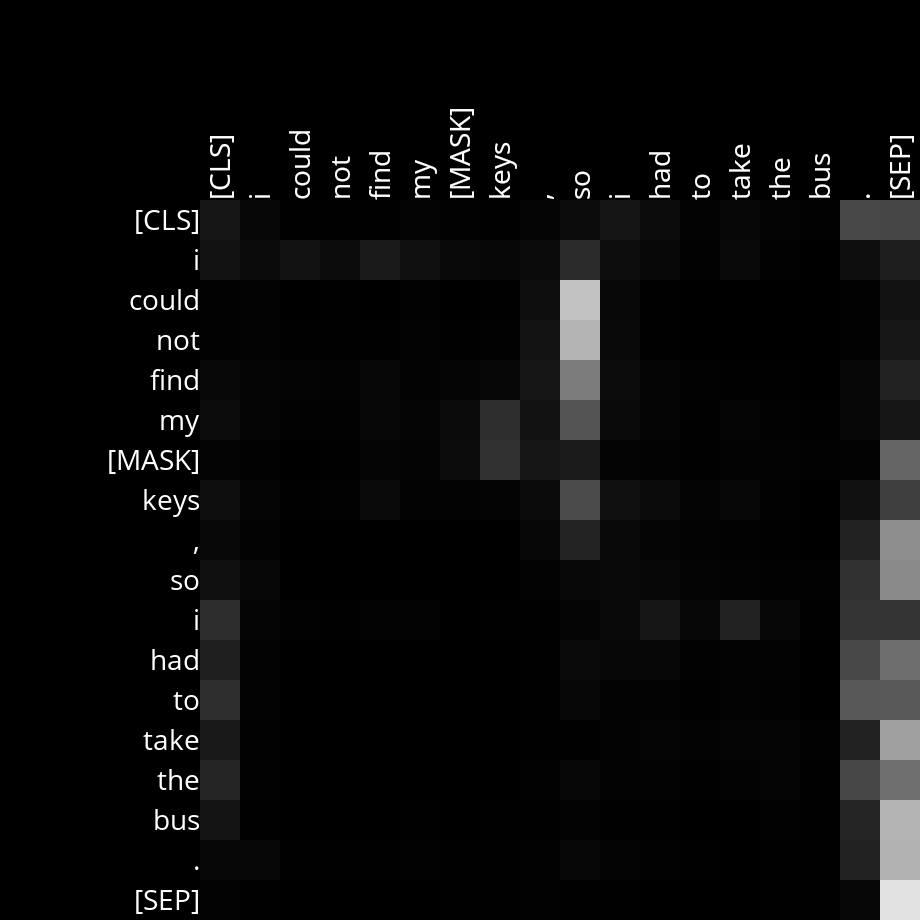 [CLS] i could not find my [MASK] keys , so i had to take the bus . [SEP]
[CLS]
i
could
not
find
my
[MASK]
keys
,
so
i
had
to
take
the
bus
.
[SEP]